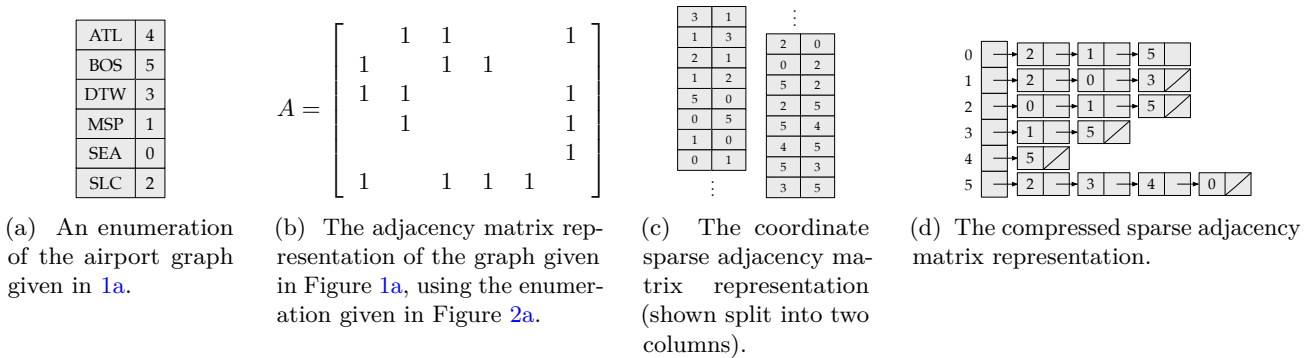 ATL 4
BOS 5
DTW 3
MSP 1
SEA 0
SLC 2
(a) An enumeration
of the airport graph
given in 1a.
A =
1 1 1
1 1 1
1 1 1
1 1
1
1 1 1 1
(b) The adjacency matrix rep-
resentation of the graph given
in Figure 1a, using the enumer-
ation given in Figure 2a.
3 1
1 3
2 1
1 2
5 0
0 5
1 0
0 1
⋮
⋮
2 0
0 2
5 2
2 5
5 4
4 5
5 3
3 5
(c) The coordinate
sparse adjacency ma-
trix representation
(shown split into two
columns).
0 2 1 5
1 2 0 3
2 0 1 5
3 1 5
4 5
5 2 3 4 0
(d) The compressed sparse adjacency
matrix representation.